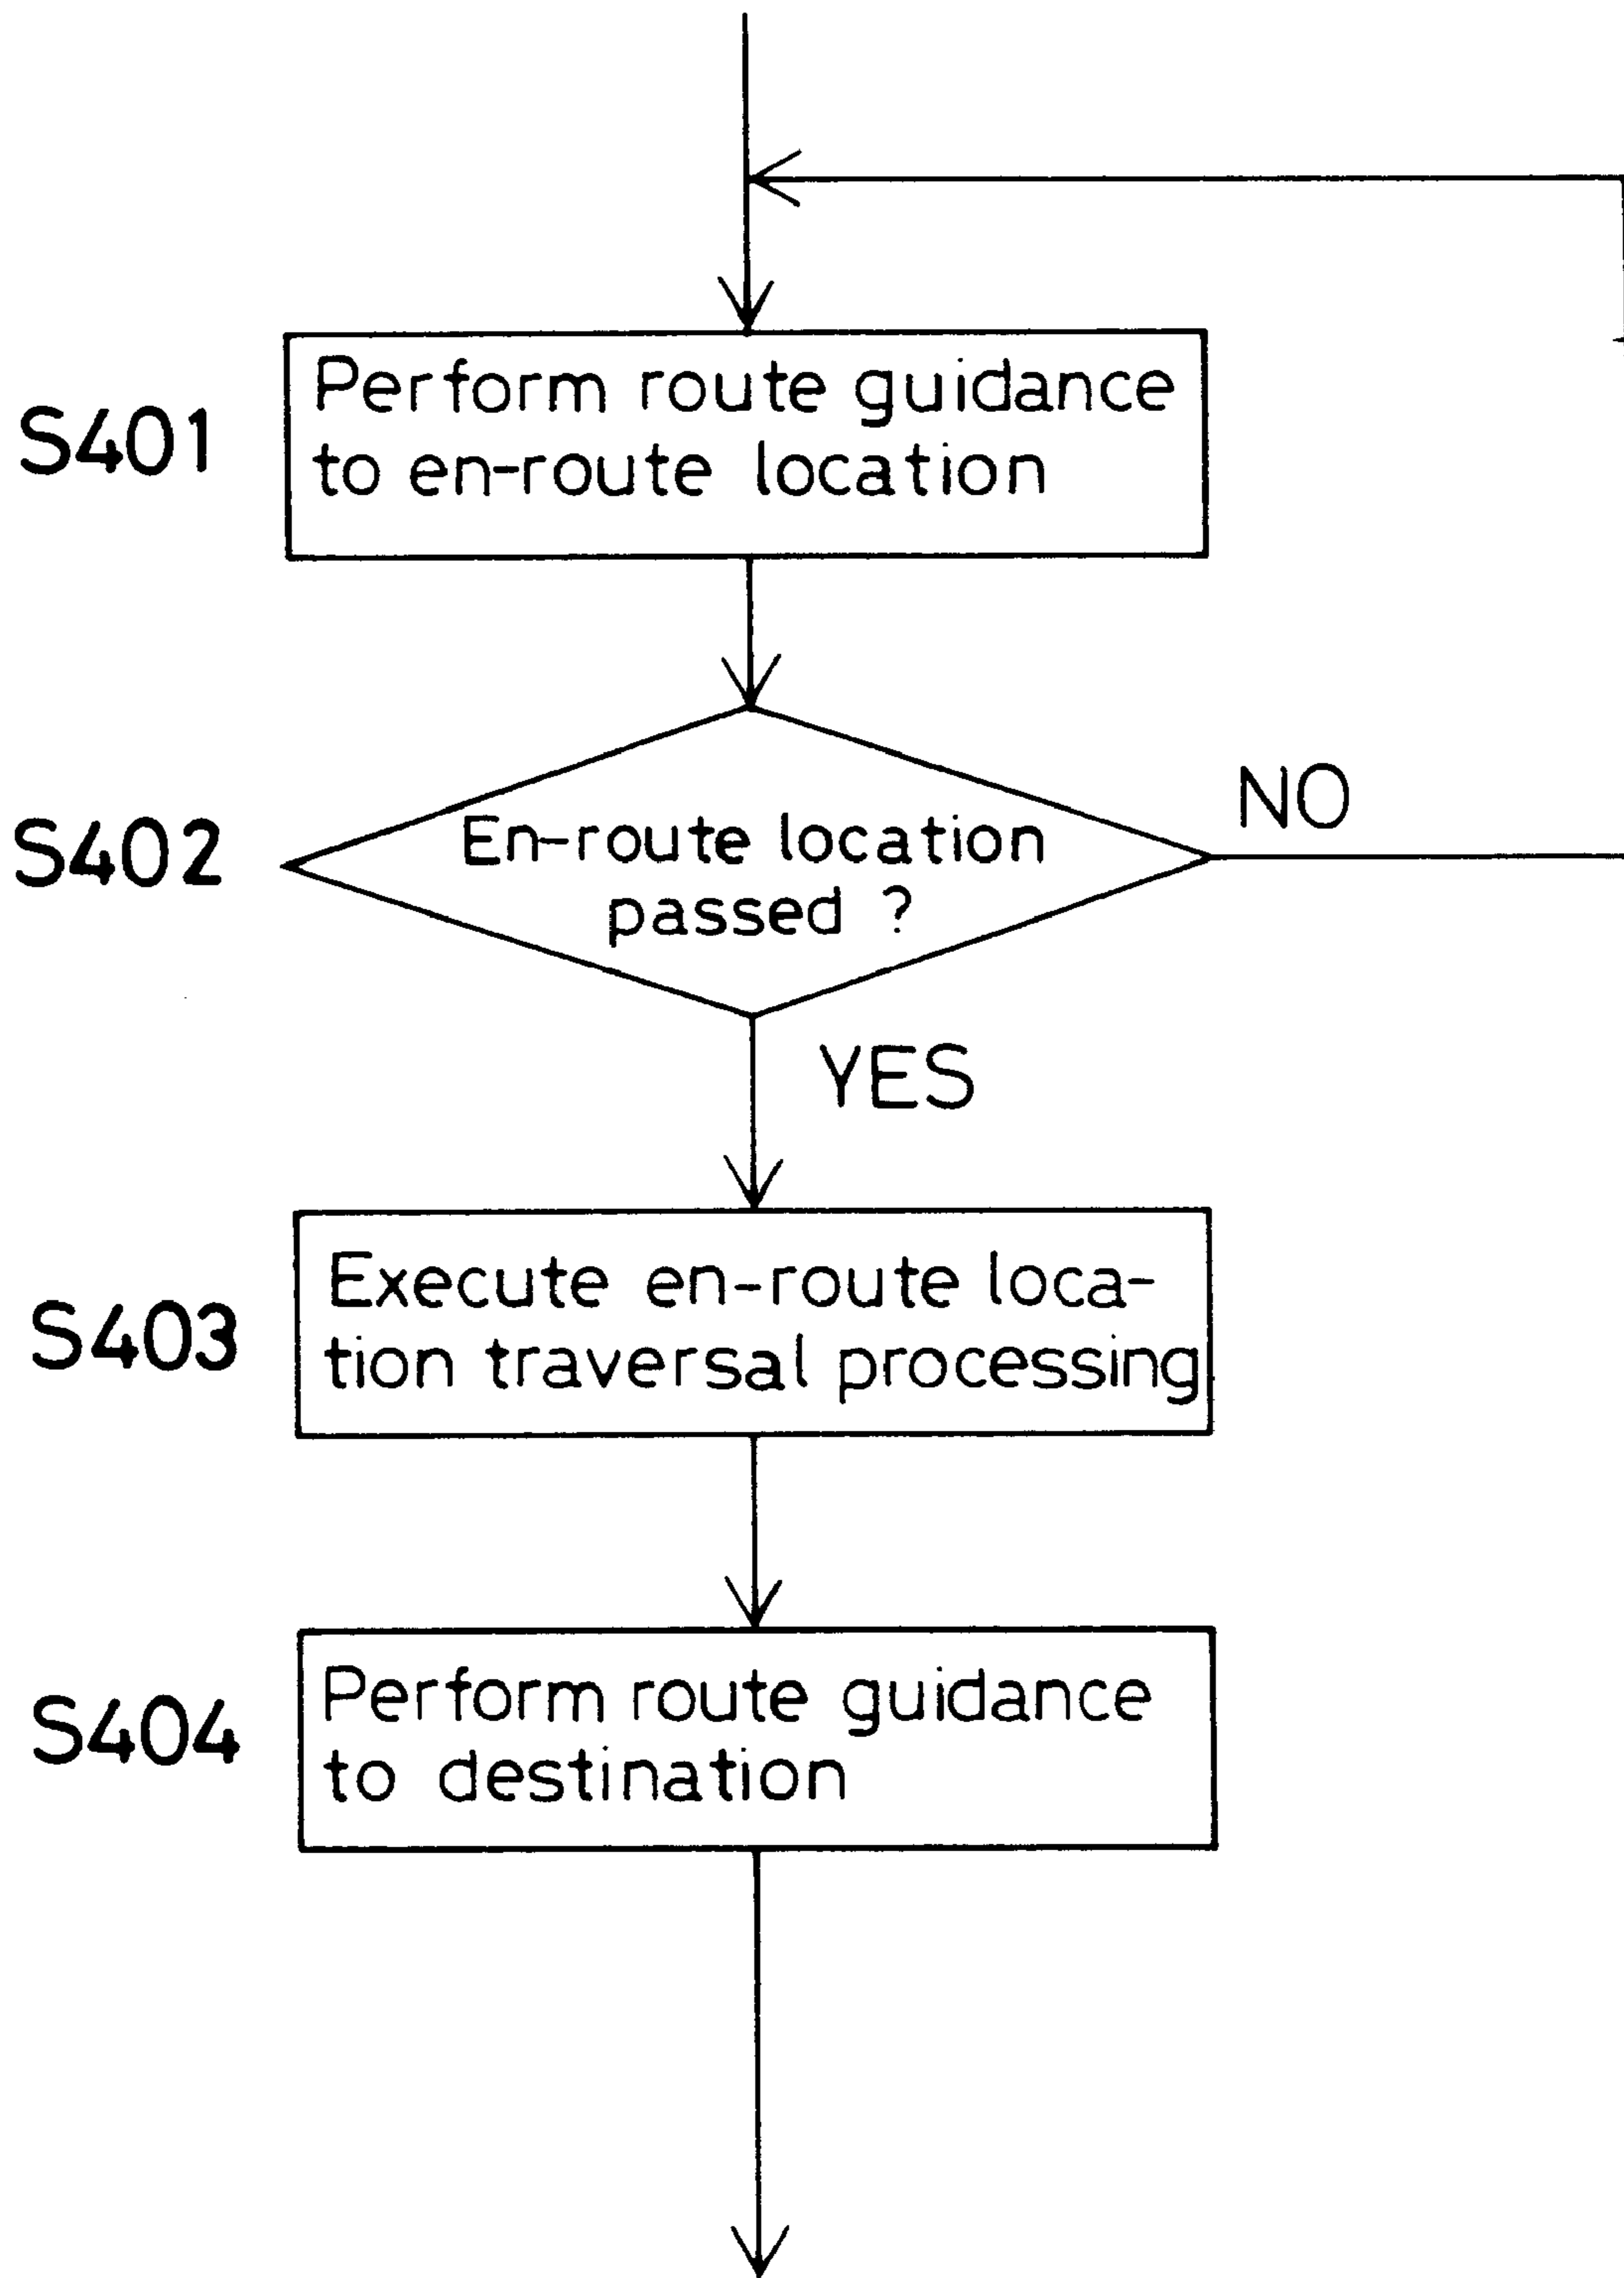 S401
Perform route guidance
to en-route location
S402
En-route location
passed ?
NO
YES
S403
Execute en-route loca-
tion traversal processing
S404
Perform route guidance
to destination